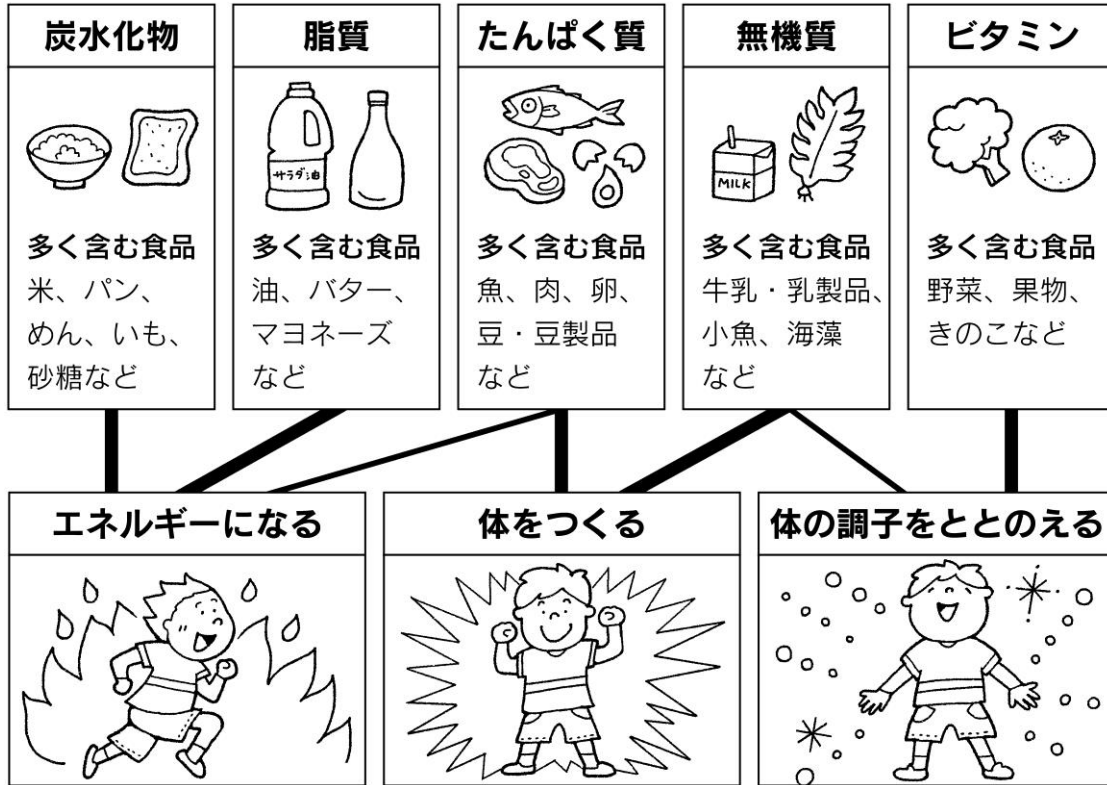 炭水化物
サラダ油
多く含む食品
米、パン、
めん、いも、
砂糖など
脂質
多く含む食品
油、バター、
マヨネーズ
など
たんぱく質
多く含む食品
魚、肉、卵、
豆・豆製品
など
無機質
MILK
多く含む食品
牛乳・乳製品、
小魚、海藻
など
ビタミン
多く含む食品
野菜、果物、
きのこなど
エネルギーになる
体をつくる
体の調子をととのえる